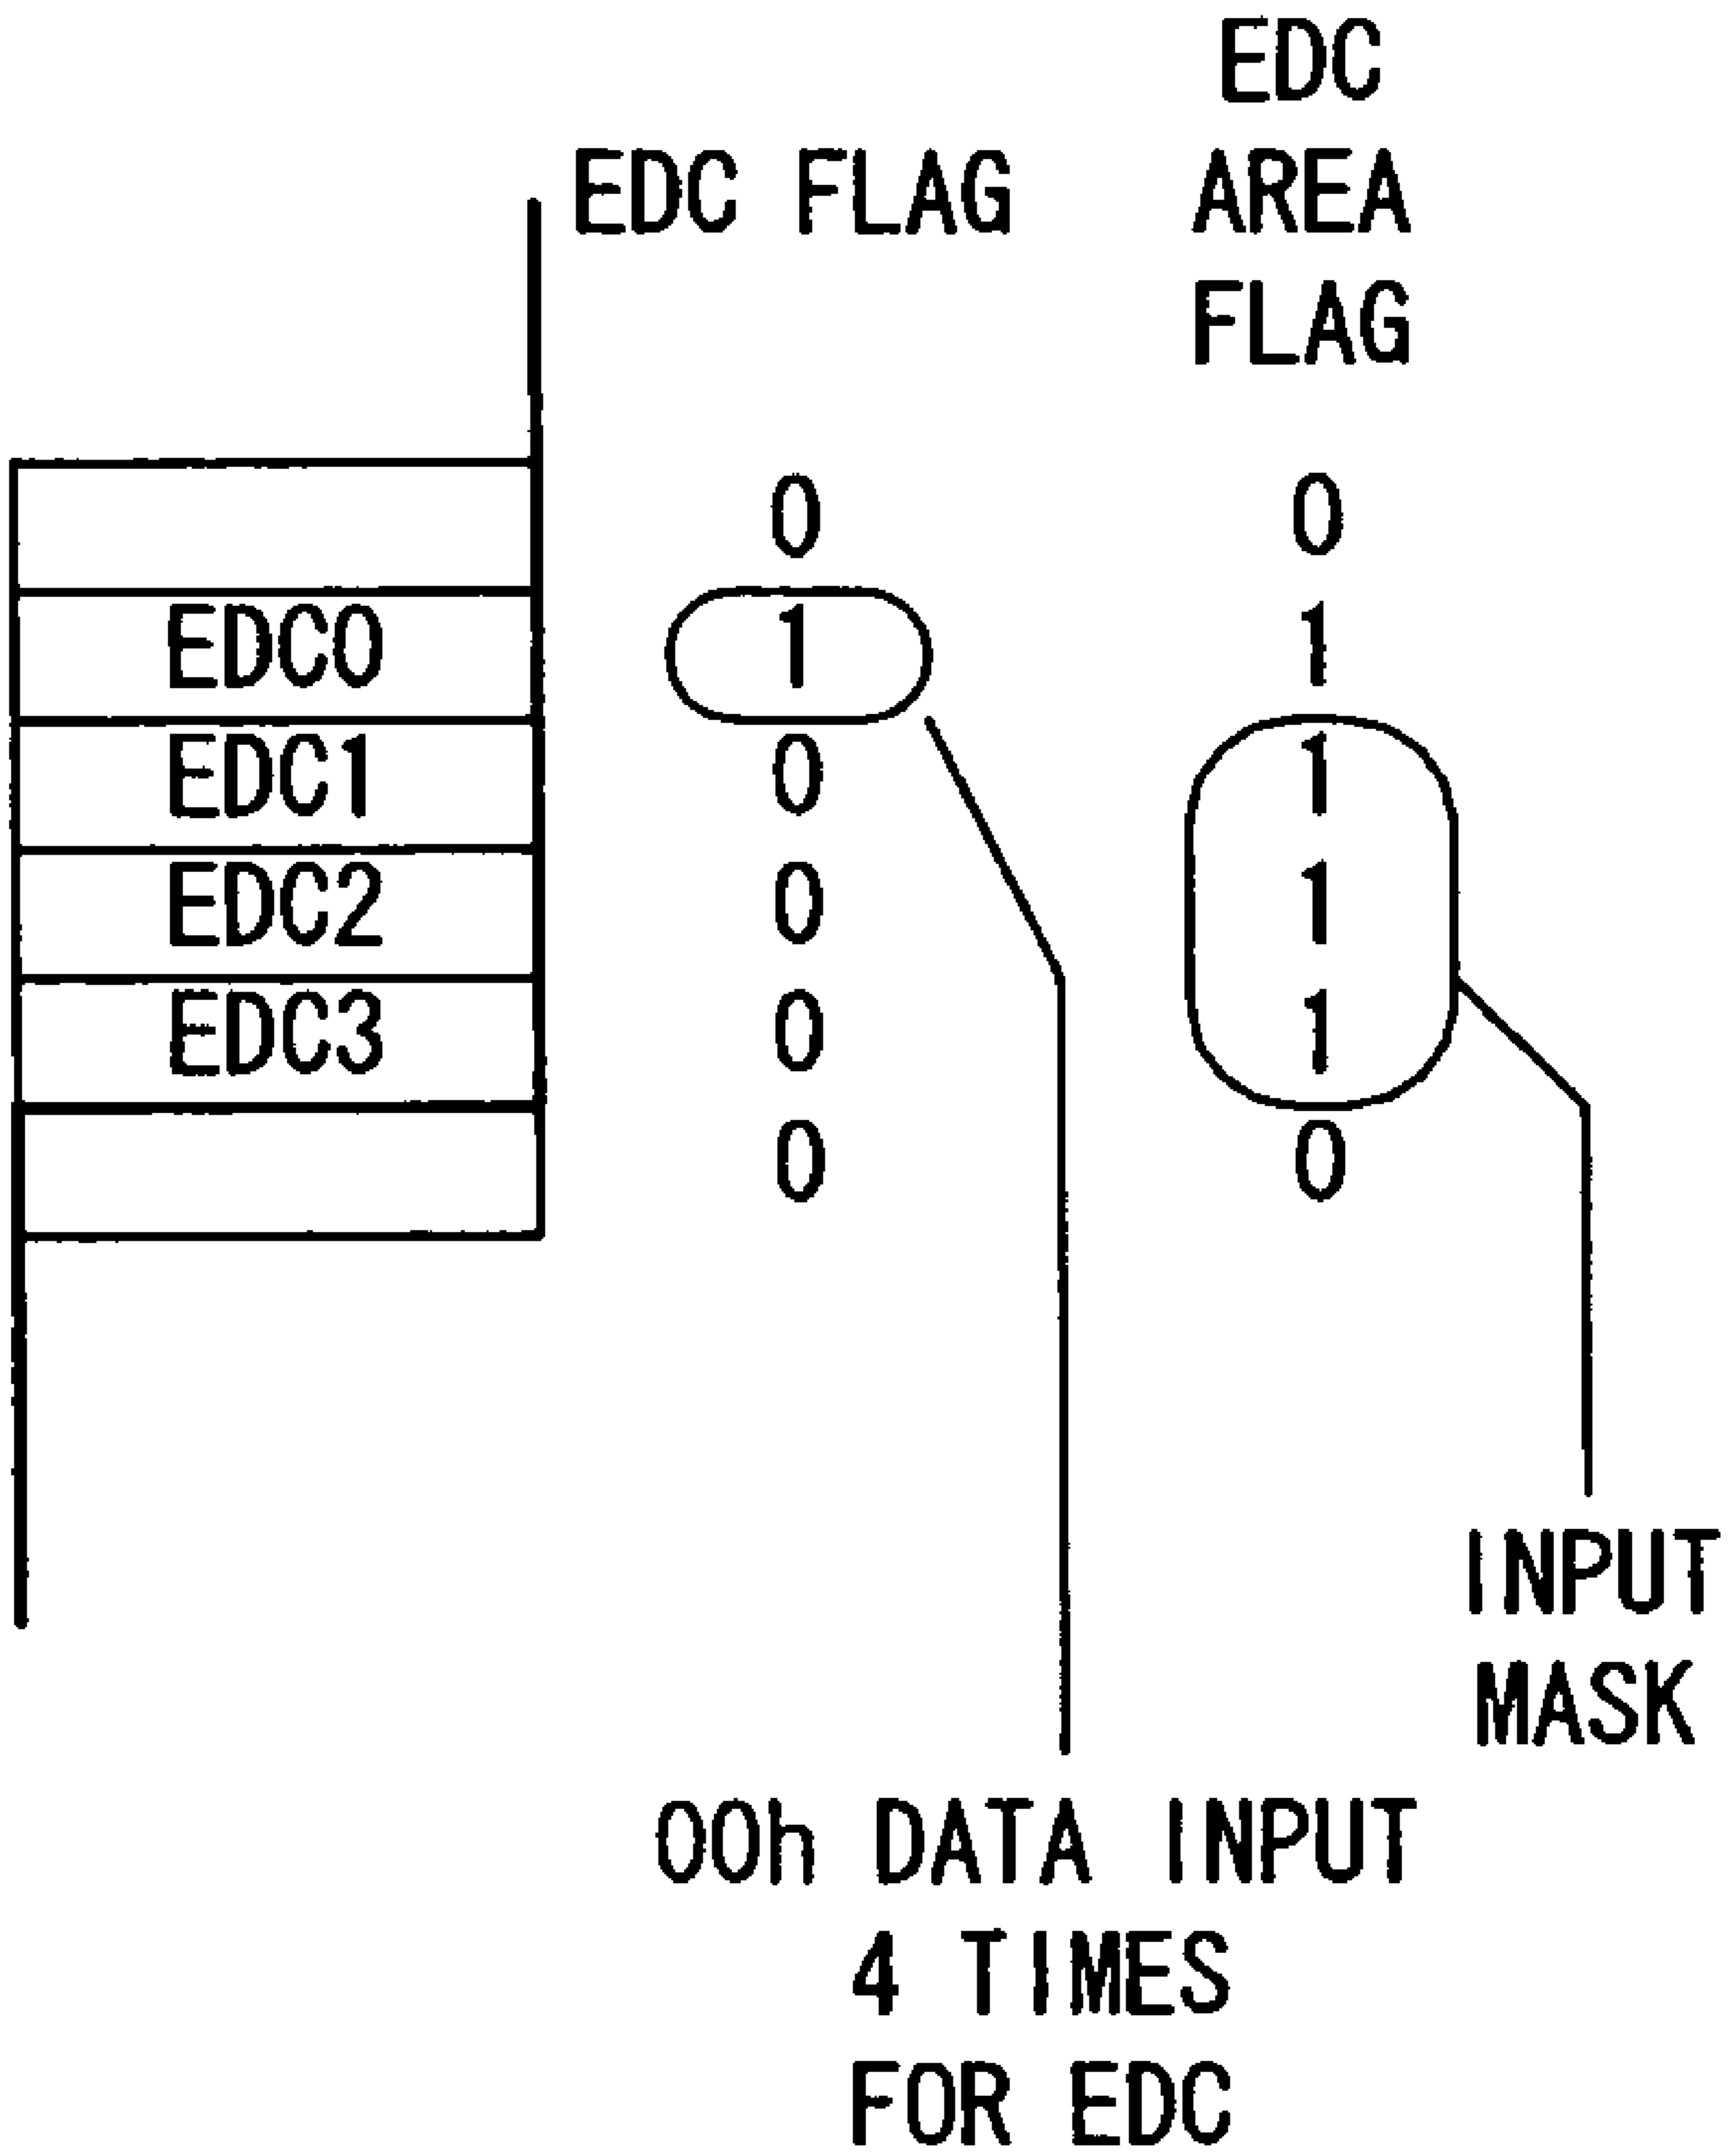 EDC
AREA
FLAG
EDC FLAG
0 0
EDC0 1 1
EDC1 0 1
EDC2 0 1
EDC3 0 1
0 0
INPUT
MASK
00h DATA INPUT
4 TIMES
FOR EDC